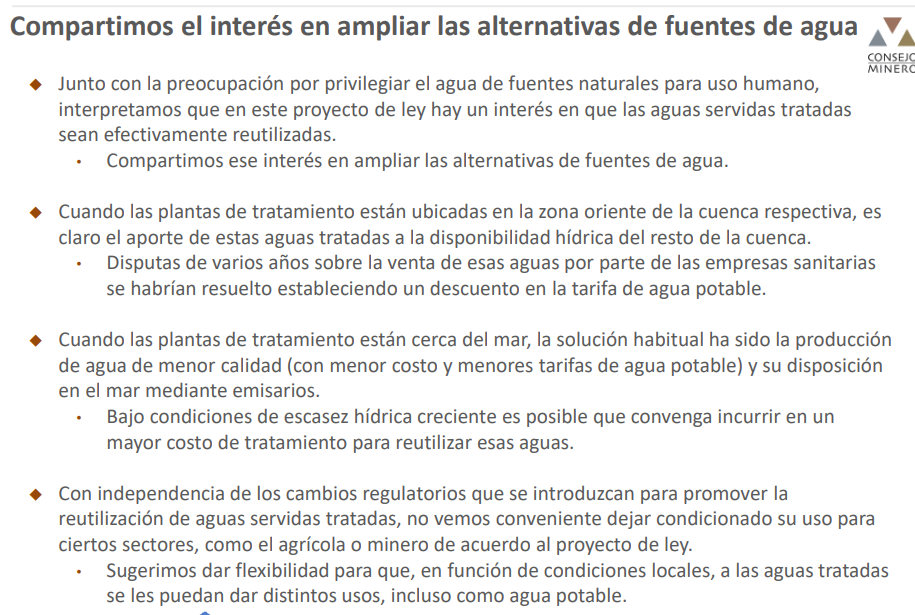 Compartimos el interés en ampliar las alternativas de fuentes de agua
CONSEJO
MINERO
◆ Junto con la preocupación por privilegiar el agua de fuentes naturales para uso humano,
interpretamos que en este proyecto de ley hay un interés en que las aguas servidas tratadas
sean efectivamente reutilizadas.
• Compartimos ese interés en ampliar las alternativas de fuentes de agua.
◆ Cuando las plantas de tratamiento están ubicadas en la zona oriente de la cuenca respectiva, es
claro el aporte de estas aguas tratadas a la disponibilidad hídrica del resto de la cuenca.
• Disputas de varios años sobre la venta de esas aguas por parte de las empresas sanitarias
se habrían resuelto estableciendo un descuento en la tarifa de agua potable.
◆ Cuando las plantas de tratamiento están cerca del mar, la solución habitual ha sido la producción
de agua de menor calidad (con menor costo y menores tarifas de agua potable) y su disposición
en el mar mediante emisarios.
• Bajo condiciones de escasez hídrica creciente es posible que convenga incurrir en un
mayor costo de tratamiento para reutilizar esas aguas.
◆ Con independencia de los cambios regulatorios que se introduzcan para promover la
reutilización de aguas servidas tratadas, no vemos conveniente dejar condicionado su uso para
ciertos sectores, como el agrícola o minero de acuerdo al proyecto de ley.
• Sugerimos dar flexibilidad para que, en función de condiciones locales, a las aguas tratadas
se les puedan dar distintos usos, incluso como agua potable.